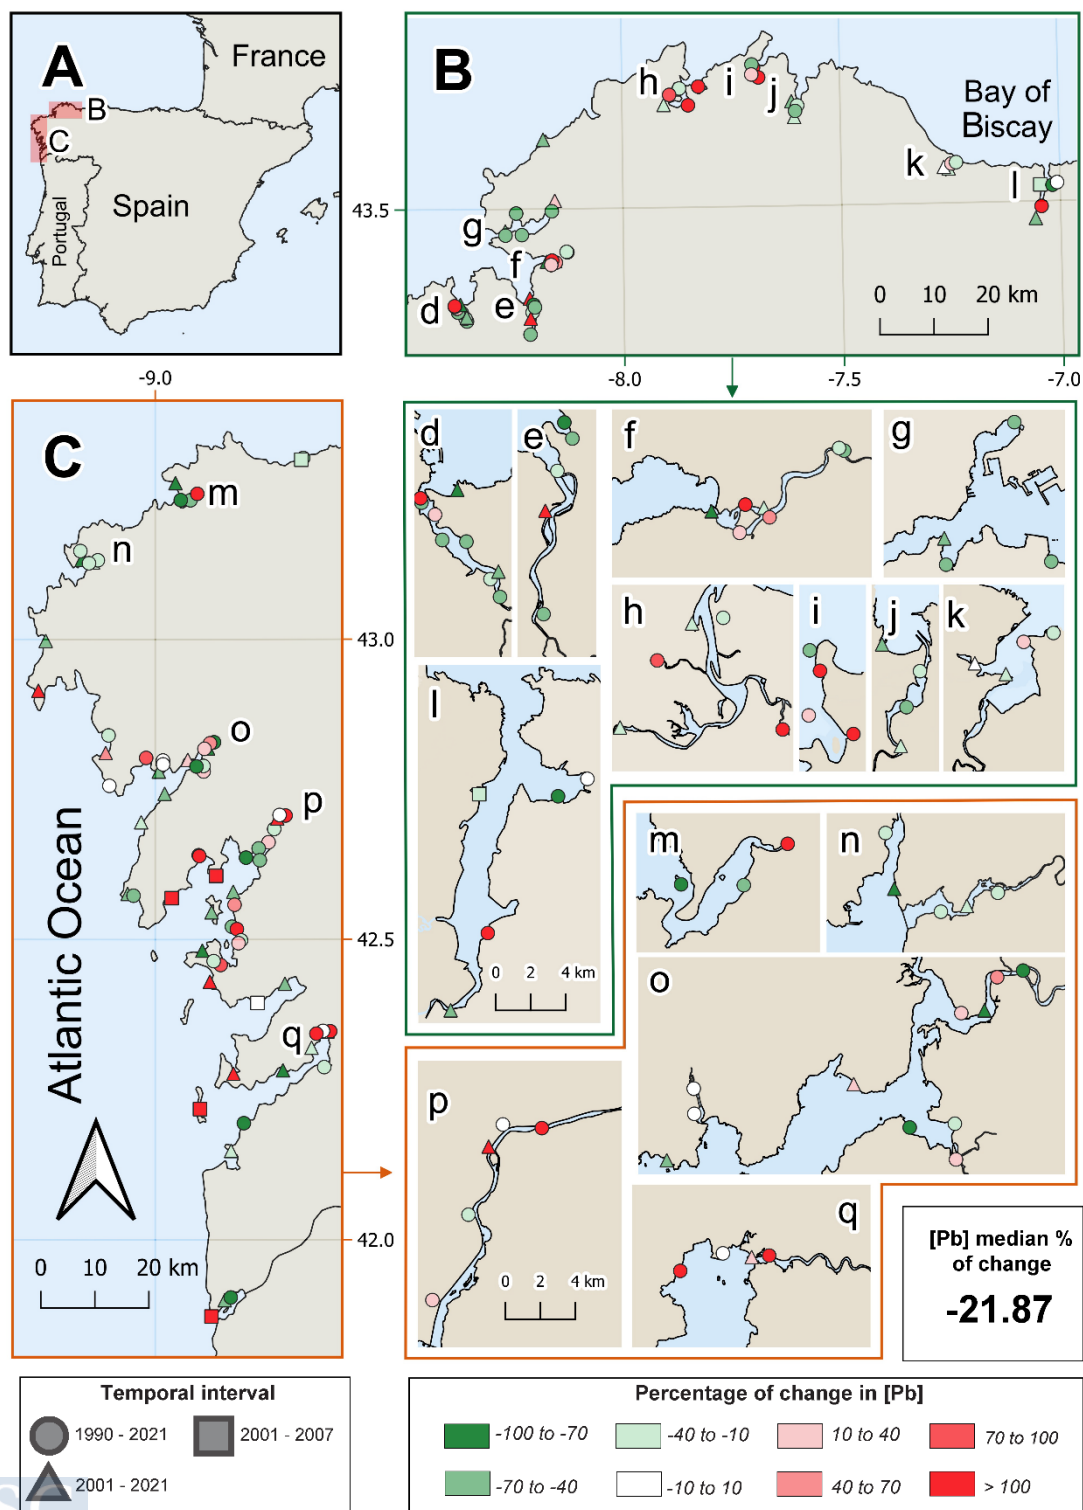 A
France
B
C
Portugal
Spain
B
h
i
j
Bay of
Biscay
k
l
43.5
g
f
d
e
0 10 20 km
-8.0
-7.5
-7.0
-9.0
C
m
n
43.0
o
p
Atlantic Ocean
42.5
q
42.0
0 10 20 km
d
e
f
g
h
i
j
k
l
0 2 4 km
m
n
o
p
0 2 4 km
q
[Pb] median %
of change
-21.87
Temporal interval
1990 - 2021
2001 - 2007
2001 - 2021
Percentage of change in [Pb]
-100 to -70
-40 to -10
10 to 40
70 to 100
-70 to -40
-10 to 10
40 to 70
> 100